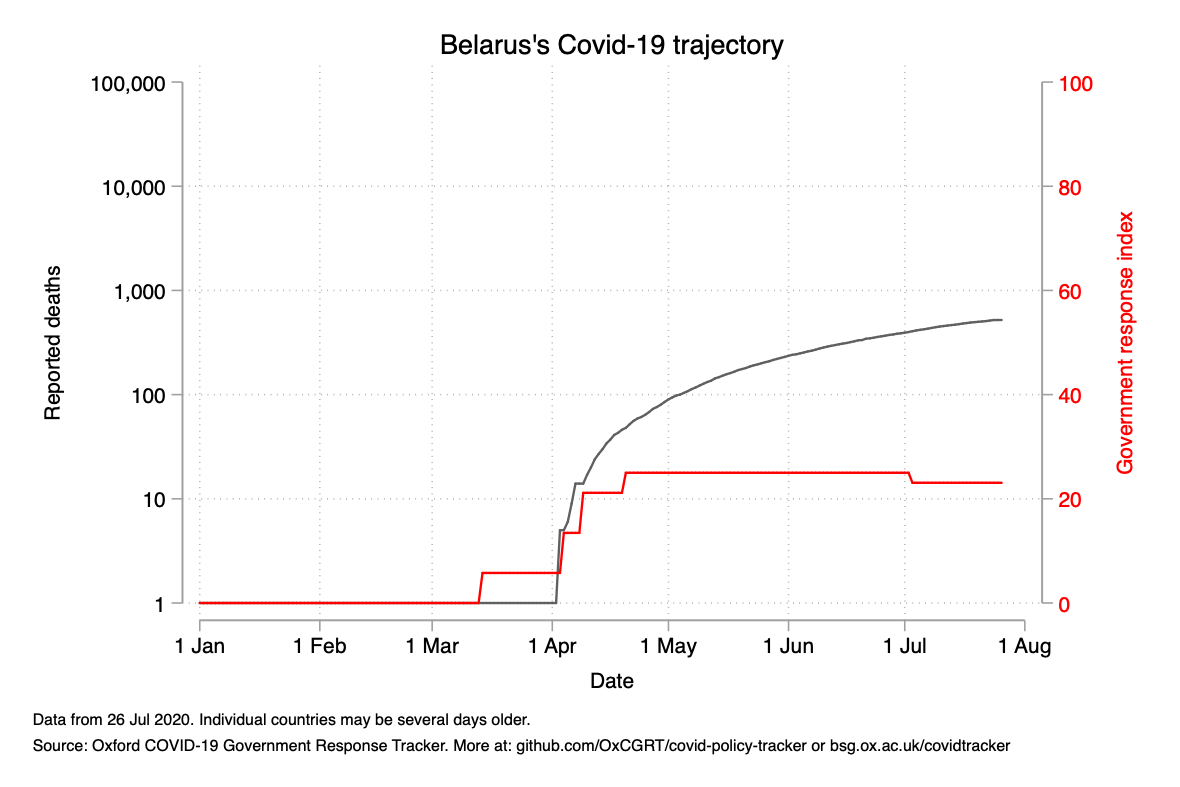 Belarus's Covid-19 trajectory
100,000
10,000
1,000
100
10
1
Reported deaths
100
80
60
40
20
0
Government response index
1 Jan 1 Feb 1 Mar 1 Apr 1 May 1 Jun 1 Jul 1 Aug
Date
Data from 26 Jul 2020. Individual countries may be several days older.
Source: Oxford COVID-19 Government Response Tracker. More at: github.com/OxCGRT/covid-policy-tracker or bsg.ox.ac.uk/covidtracker